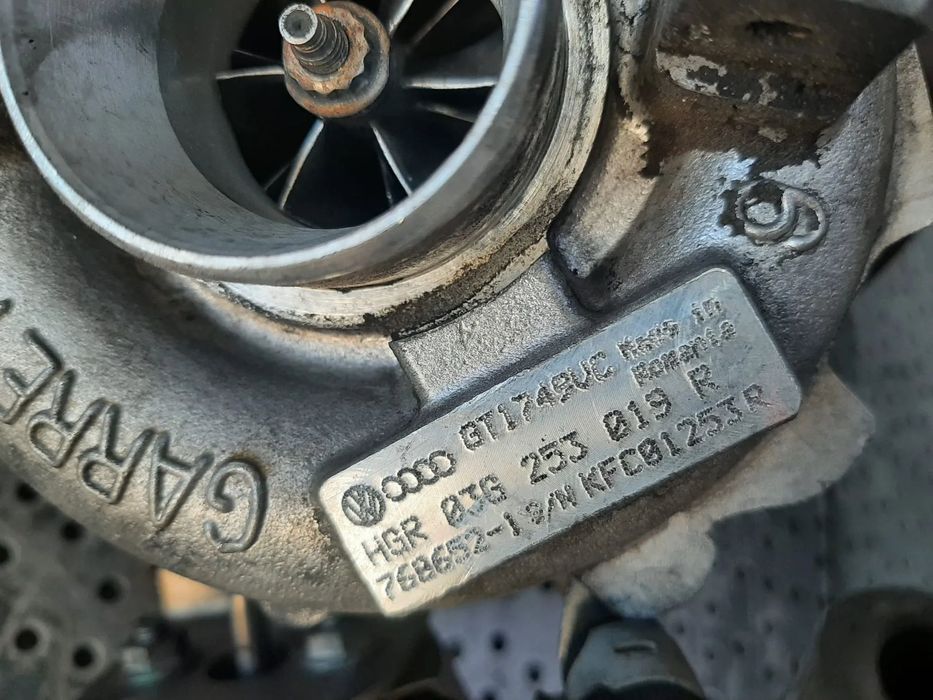 GARRE
GT1749VC Made in
Romania
HGR 03G 253 019 R
768652-1 S/N KFC01253R